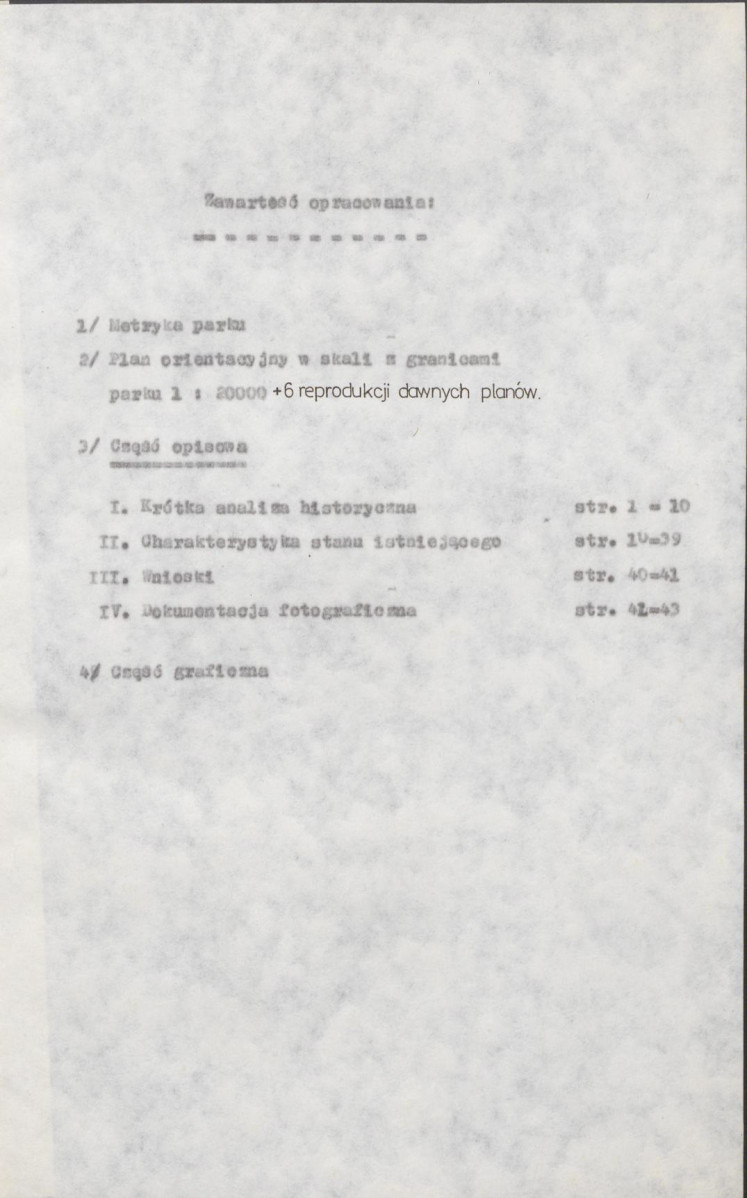 Zawartość opracowania:
1/ Metryka parku
2/ Plan orientacyjny w skali z granicami
parku 1 : 20000 +6 reprodukcji dawnych planów.
3/ Część opisowa
I. Krótka analiza historyczna str. 1 - 10
II. Charakterystyka stanu istniejącego str. 10-39
III. Wnioski str. 40-41
IV. Dokumentacja fotograficzna str. 41-43
4/ Część graficzna